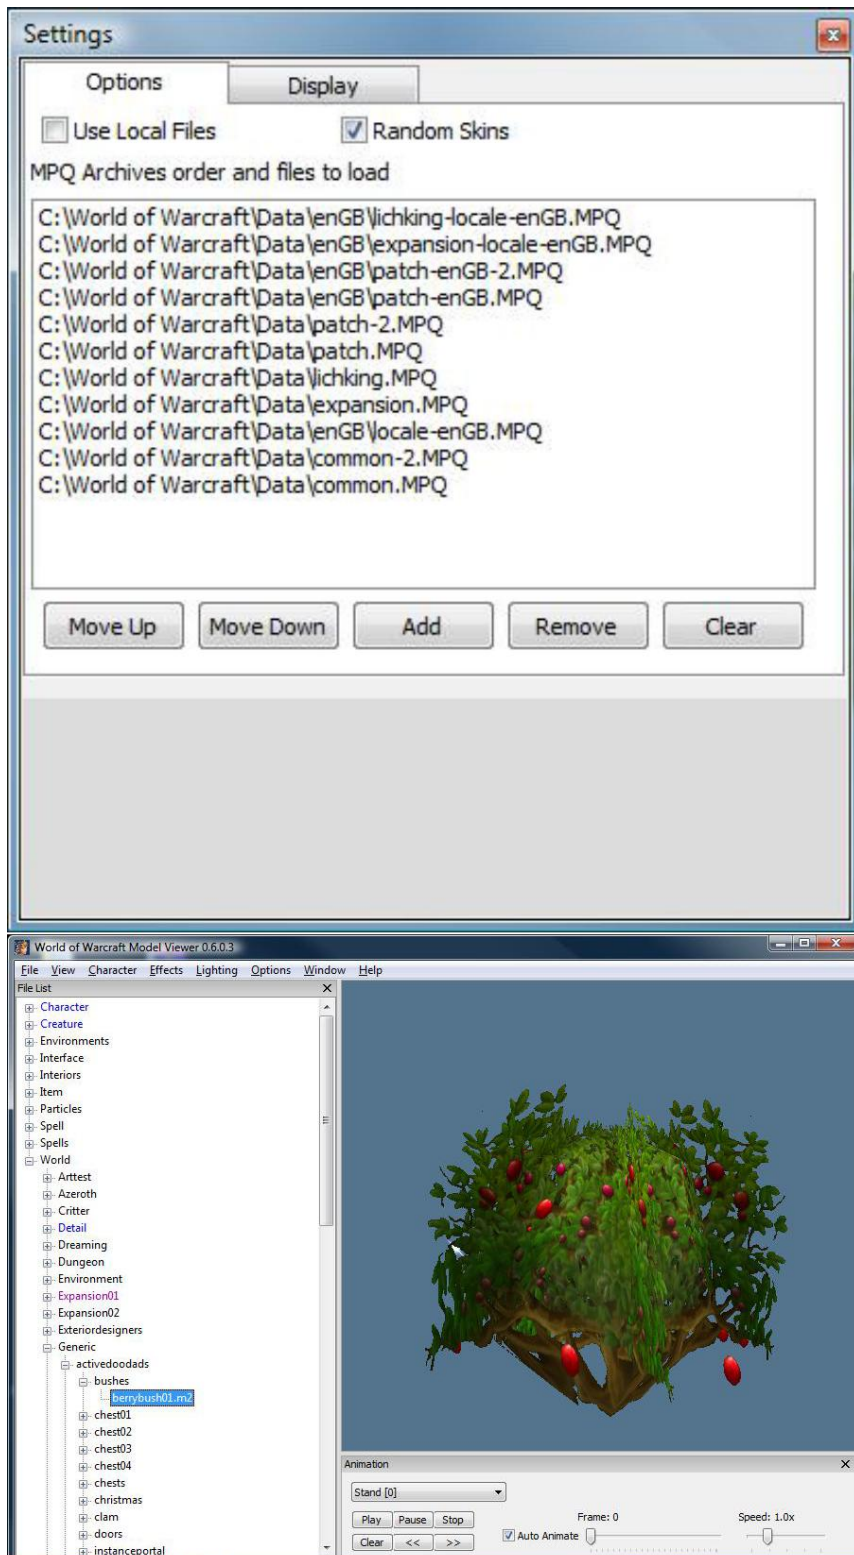 Settings
Options Display
Use Local Files Random Skins
MPQ Archives order and files to load
C:\World of Warcraft\Data\enGB\lichking-locale-enGB.MPQ
C:\World of Warcraft\Data\enGB\expansion-locale-enGB.MPQ
C:\World of Warcraft\Data\enGB\patch-enGB-2.MPQ
C:\World of Warcraft\Data\enGB\patch-enGB.MPQ
C:\World of Warcraft\Data\patch-2.MPQ
C:\World of Warcraft\Data\patch.MPQ
C:\World of Warcraft\Data\lichking.MPQ
C:\World of Warcraft\Data\expansion.MPQ
C:\World of Warcraft\Data\enGB\locale-enGB.MPQ
C:\World of Warcraft\Data\common-2.MPQ
C:\World of Warcraft\Data\common.MPQ
Move Up Move Down Add Remove Clear
World of Warcraft Model Viewer 0.6.0.3
File View Character Effects Lighting Options Window Help
File List
Character
Creature
Environments
Interface
Interiors
Item
Particles
Spell
Spells
World
Arttest
Azeroth
Critter
Detail
Dreaming
Dungeon
Environment
Expansion01
Expansion02
Exteriordesigners
Generic
activedoodads
bushes
berrybush01.m2
chest01
chest02
chest03
chest04
chests
christmas
clam
doors
instanceportal
Animation
Stand [0]
Play Pause Stop Frame: 0 Speed: 1.0x
Clear << >> Auto Animate